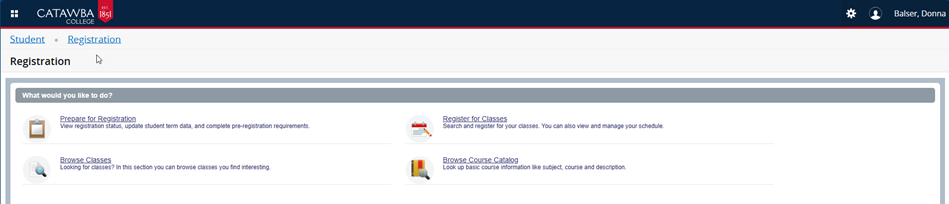 CATAWBA
COLLEGE
EST.
1851
Balser, Donna
Student • Registration
Registration
What would you like to do?
Prepare for Registration
View registration status, update student term data, and complete pre-registration requirements.
Register for Classes
Search and register for your classes. You can also view and manage your schedule.
Browse Classes
Looking for classes? In this section you can browse classes you find interesting.
Browse Course Catalog
Look up basic course information like subject, course and description.